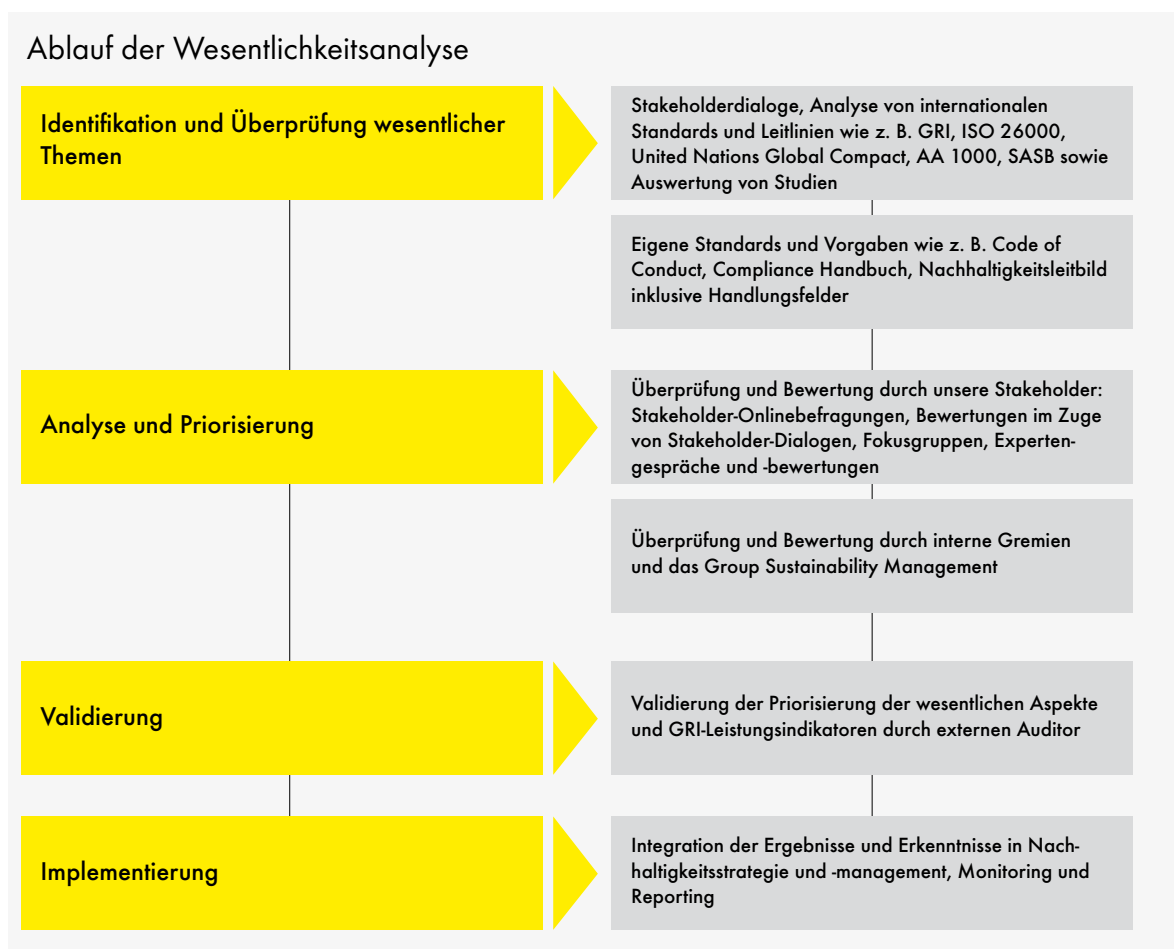 Ablauf der Wesentlichkeitsanalyse
Identifikation und Überprüfung wesentlicher
Themen
Stakeholderdialoge, Analyse von internationalen
Standards und Leitlinien wie z. B. GRI, ISO 26000,
United Nations Global Compact, AA 1000, SASB sowie
Auswertung von Studien
Eigene Standards und Vorgaben wie z. B. Code of
Conduct, Compliance Handbuch, Nachhaltigkeitsleitbild
inklusive Handlungsfelder
Analyse und Priorisierung
Überprüfung und Bewertung durch unsere Stakeholder:
Stakeholder-Onlinebefragungen, Bewertungen im Zuge
von Stakeholder-Dialogen, Fokusgruppen, Experten-
gespräche und -bewertungen
Überprüfung und Bewertung durch interne Gremien
und das Group Sustainability Management
Validierung
Validierung der Priorisierung der wesentlichen Aspekte
und GRI-Leistungsindikatoren durch externen Auditor
Implementierung
Integration der Ergebnisse und Erkenntnisse in Nach-
haltigkeitsstrategie und -management, Monitoring und
Reporting